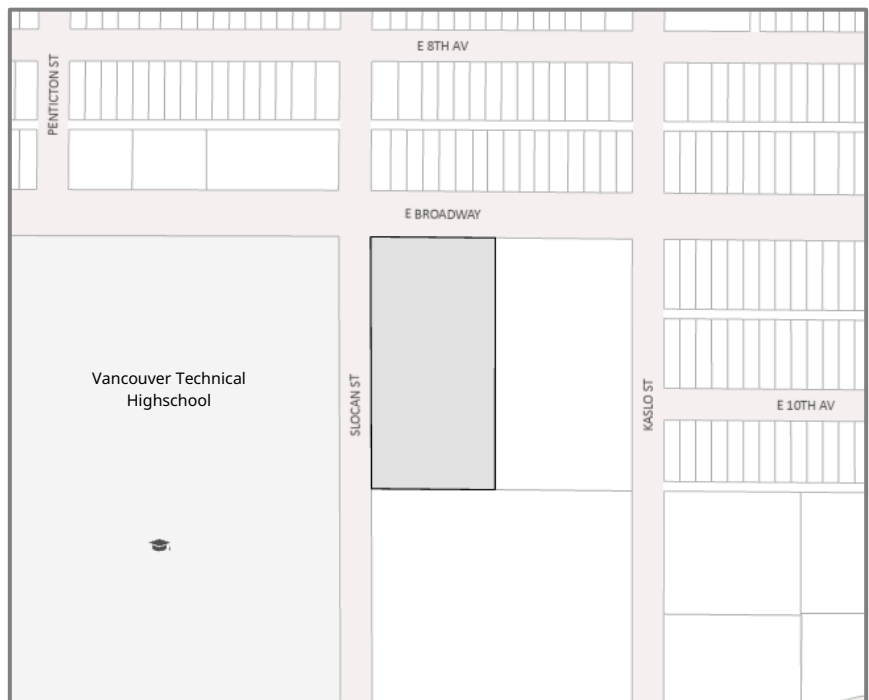 E 8TH AV
PENTICTON ST
E BROADWAY
Vancouver Technical
Highschool
SLOCAN ST
KASLO ST
E 10TH AV